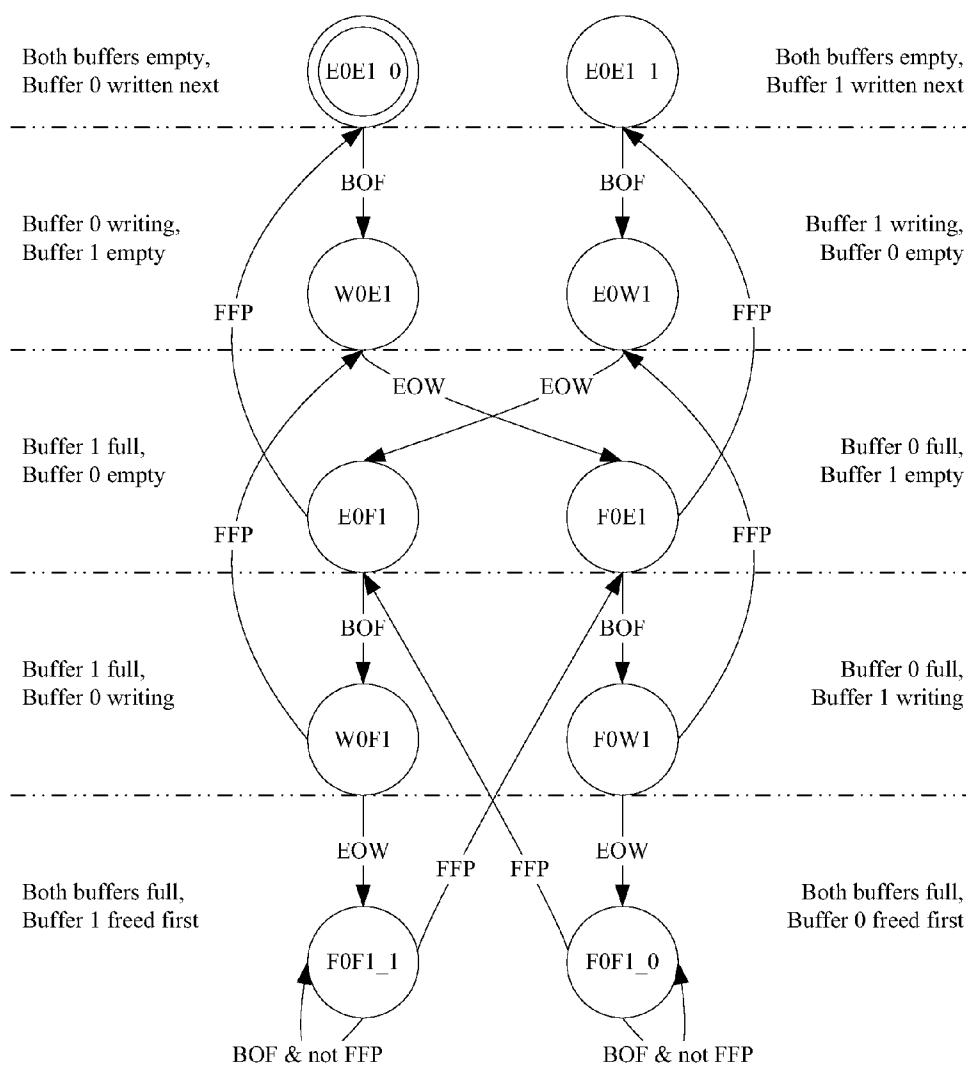 Both buffers empty,
Buffer 0 written next
E0E1_0
E0E1_1
Both buffers empty,
Buffer 1 written next
BOF
BOF
Buffer 0 writing,
Buffer 1 empty
W0E1
E0W1
Buffer 1 writing,
Buffer 0 empty
FFP
FFP
EOW
EOW
Buffer 1 full,
Buffer 0 empty
E0F1
F0E1
Buffer 0 full,
Buffer 1 empty
FFP
FFP
BOF
BOF
Buffer 1 full,
Buffer 0 writing
W0F1
F0W1
Buffer 0 full,
Buffer 1 writing
EOW
FFP
FFP
EOW
Both buffers full,
Buffer 1 freed first
F0F1_1
F0F1_0
Both buffers full,
Buffer 0 freed first
BOF & not FFP
BOF & not FFP